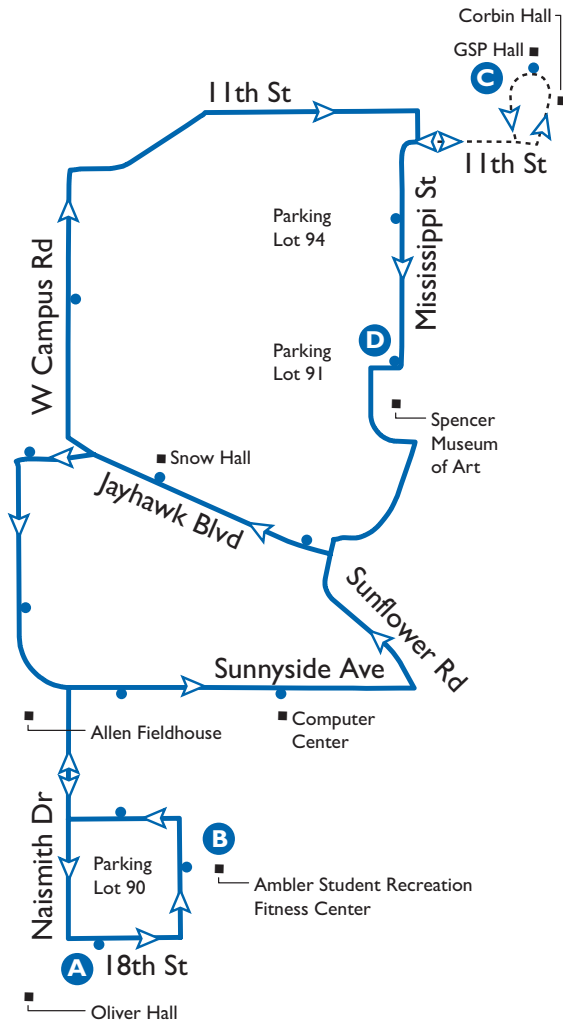 Corbin Hall
GSP Hall
C
11th St
11th St
Mississippi St
Parking
Lot 94
W Campus Rd
D
Parking
Lot 91
Spencer
Museum
of Art
Snow Hall
Jayhawk Blvd
Sunflower Rd
Sunnyside Ave
Computer
Center
Allen Fieldhouse
Naismith Dr
B
Parking
Lot 90
Ambler Student Recreation
Fitness Center
A
18th St
Oliver Hall